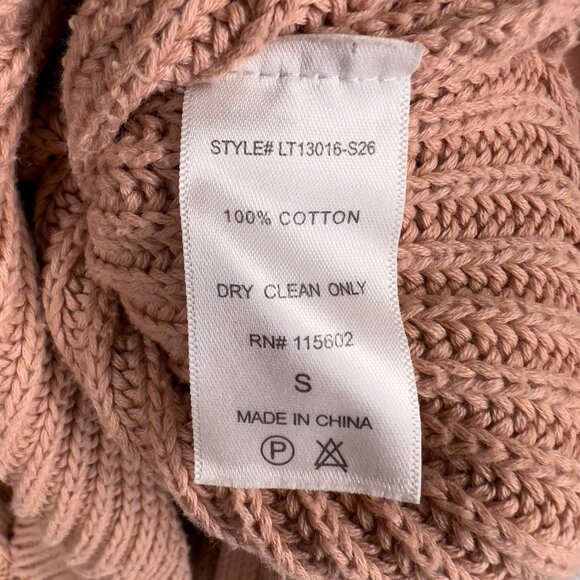 STYLE# LT13016-S26
100% COTTON
DRY CLEAN ONLY
RN# 115602
S
MADE IN CHINA
P